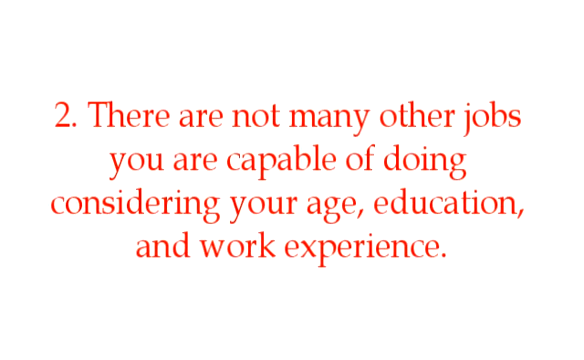 2. There are not many other jobs
you are capable of doing
considering your age, education,
and work experience.